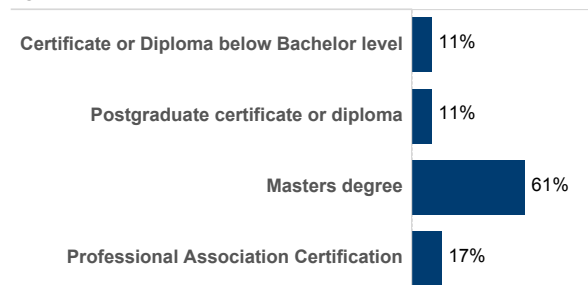 Certificate or Diploma below Bachelor level 11%
Postgraduate certificate or diploma 11%
Masters degree 61%
Professional Association Certification 17%